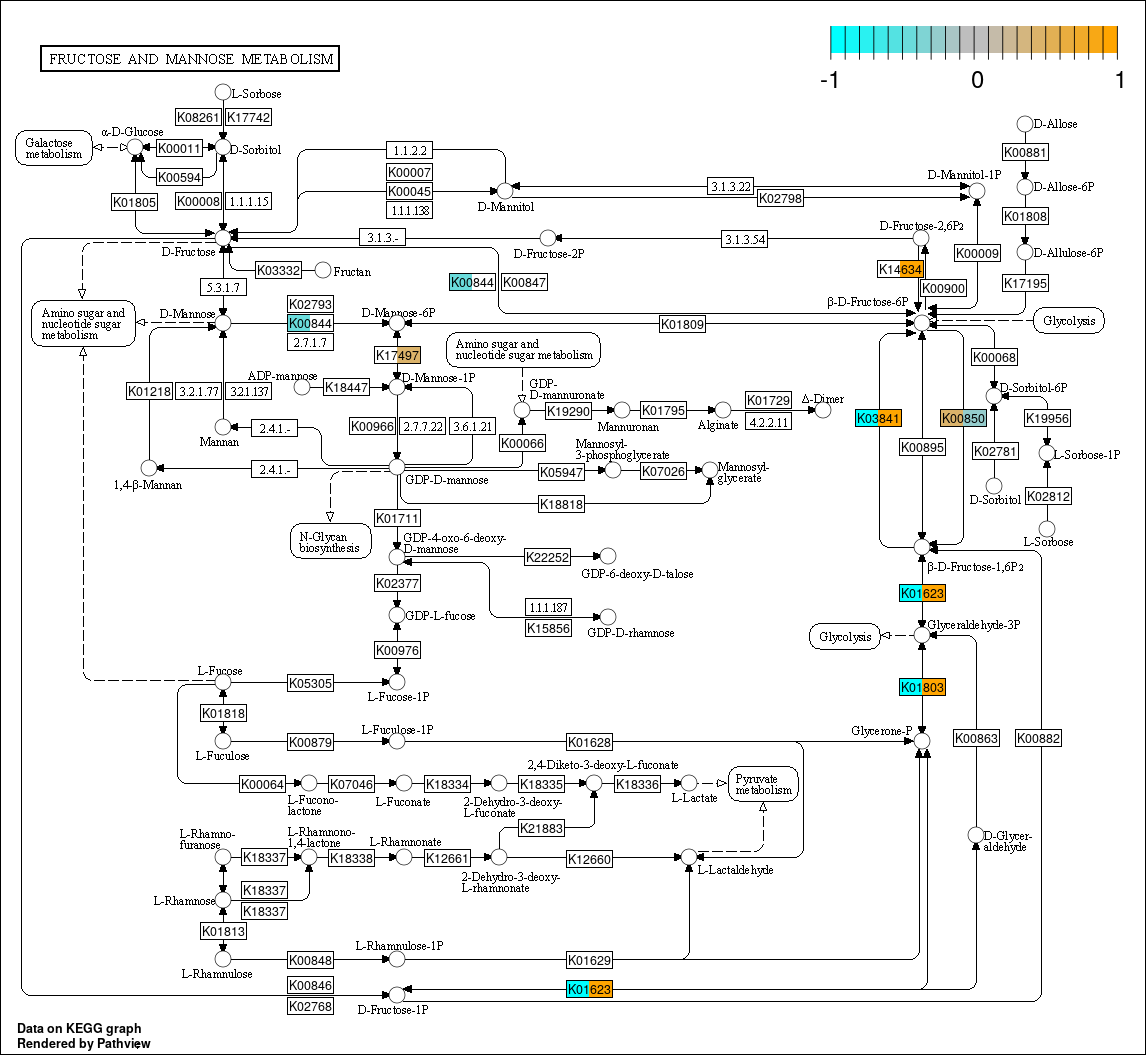 FRUCTOSE AND MANNOSE METABOLISM
-1
0
1
L-Sorbose
K08261
K17742
α-D-Glucose
Galactose
metabolism
K00011
D-Sorbitol
K00594
K01805
K00008
1.1.1.15
1.1.2.2
K00007
K00045
1.1.1.138
D-Mannitol
3.1.3.22
K02798
D-Mannitol-1P
D-Allose
K00881
D-Allose-6P
K01808
D-Allulose-6P
K17195
K00009
D-Fructose
3.1.3.-
D-Fructose-2P
3.1.3.54
D-Fructose-2,6P2
K14634
K00900
K03332
Fructan
5.3.1.7
K00844
K00847
β-D-Fructose-6P
Glycolysis
Amino sugar and
nucleotide sugar
metabolism
D-Mannose
K02793
K00844
2.7.1.7
D-Mannose-6P
K01809
K17497
Amino sugar and
nucleotide sugar metabolism
K00068
ADP-mannose
K18447
D-Mannose-1P
GDP-
D-mannuronate
K01218
3.2.1.77
3.2.1.137
K19290
Mannuronan
K01795
Alginate
K01729
4.2.2.11
Δ-Dimer
D-Sorbitol-6P
K19956
K03841
K00850
K00895
K02781
L-Sorbose-1P
Mannan
2.4.1.-
K00966
2.7.7.22
3.6.1.21
K00066
Mannosyl-
3-phosphoglycerate
1,4-β-Mannan
2.4.1.-
GDP-D-mannose
K05947
K07026
Mannosyl-
glycerate
K18818
D-Sorbitol
K02812
L-Sorbose
N-Glycan
biosynthesis
K01711
GDP-4-oxo-6-deoxy-
D-mannose
K22252
GDP-6-deoxy-D-talose
β-D-Fructose-1,6P2
K02377
K01623
GDP-L-fucose
1.1.1.187
K15856
GDP-D-rhamnose
Glycolysis
Glyceraldehyde-3P
K00976
L-Fucose
K05305
L-Fucose-1P
K01803
K01818
L-Fuculose
K00879
L-Fuculose-1P
K01628
Glycerone-P
K00863
K00882
2,4-Diketo-3-deoxy-L-fuconate
K00064
L-Fucono-
lactone
K07046
L-Fuconate
K18334
2-Dehydro-3-deoxy-
L-fuconate
K18335
K18336
L-Lactate
Pyruvate
metabolism
K21883
L-Rhamno-
furanose
K18337
L-Rhamnono-
1,4-lactone
K18338
L-Rhamnonate
K12661
2-Dehydro-3-deoxy-
L-rhamnonate
K12660
L-Lactaldehyde
D-Glycer-
aldehyde
K18337
K18337
L-Rhamnose
K01813
L-Rhamnulose
K00848
L-Rhamnulose-1P
K01629
K00846
K02768
D-Fructose-1P
K01623
Data on KEGG graph
Rendered by Pathview